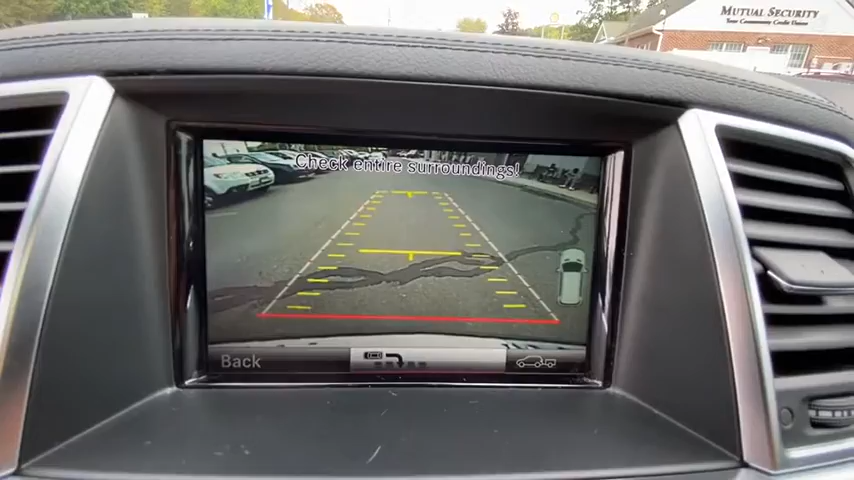 MUTUAL SECURITY
Your Community Credit Union
Check entire surroundings!
Back